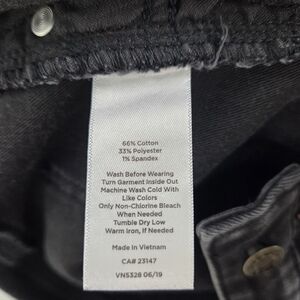 66% Cotton
33% Polyester
1% Spandex
Wash Before Wearing
Turn Garment Inside Out
Machine Wash Cold With
Like Colors
Only Non-Chlorine Bleach
When Needed
Tumble Dry Low
Warm Iron, If Needed
Made In Vietnam
CA# 23147
VN5328 06/19